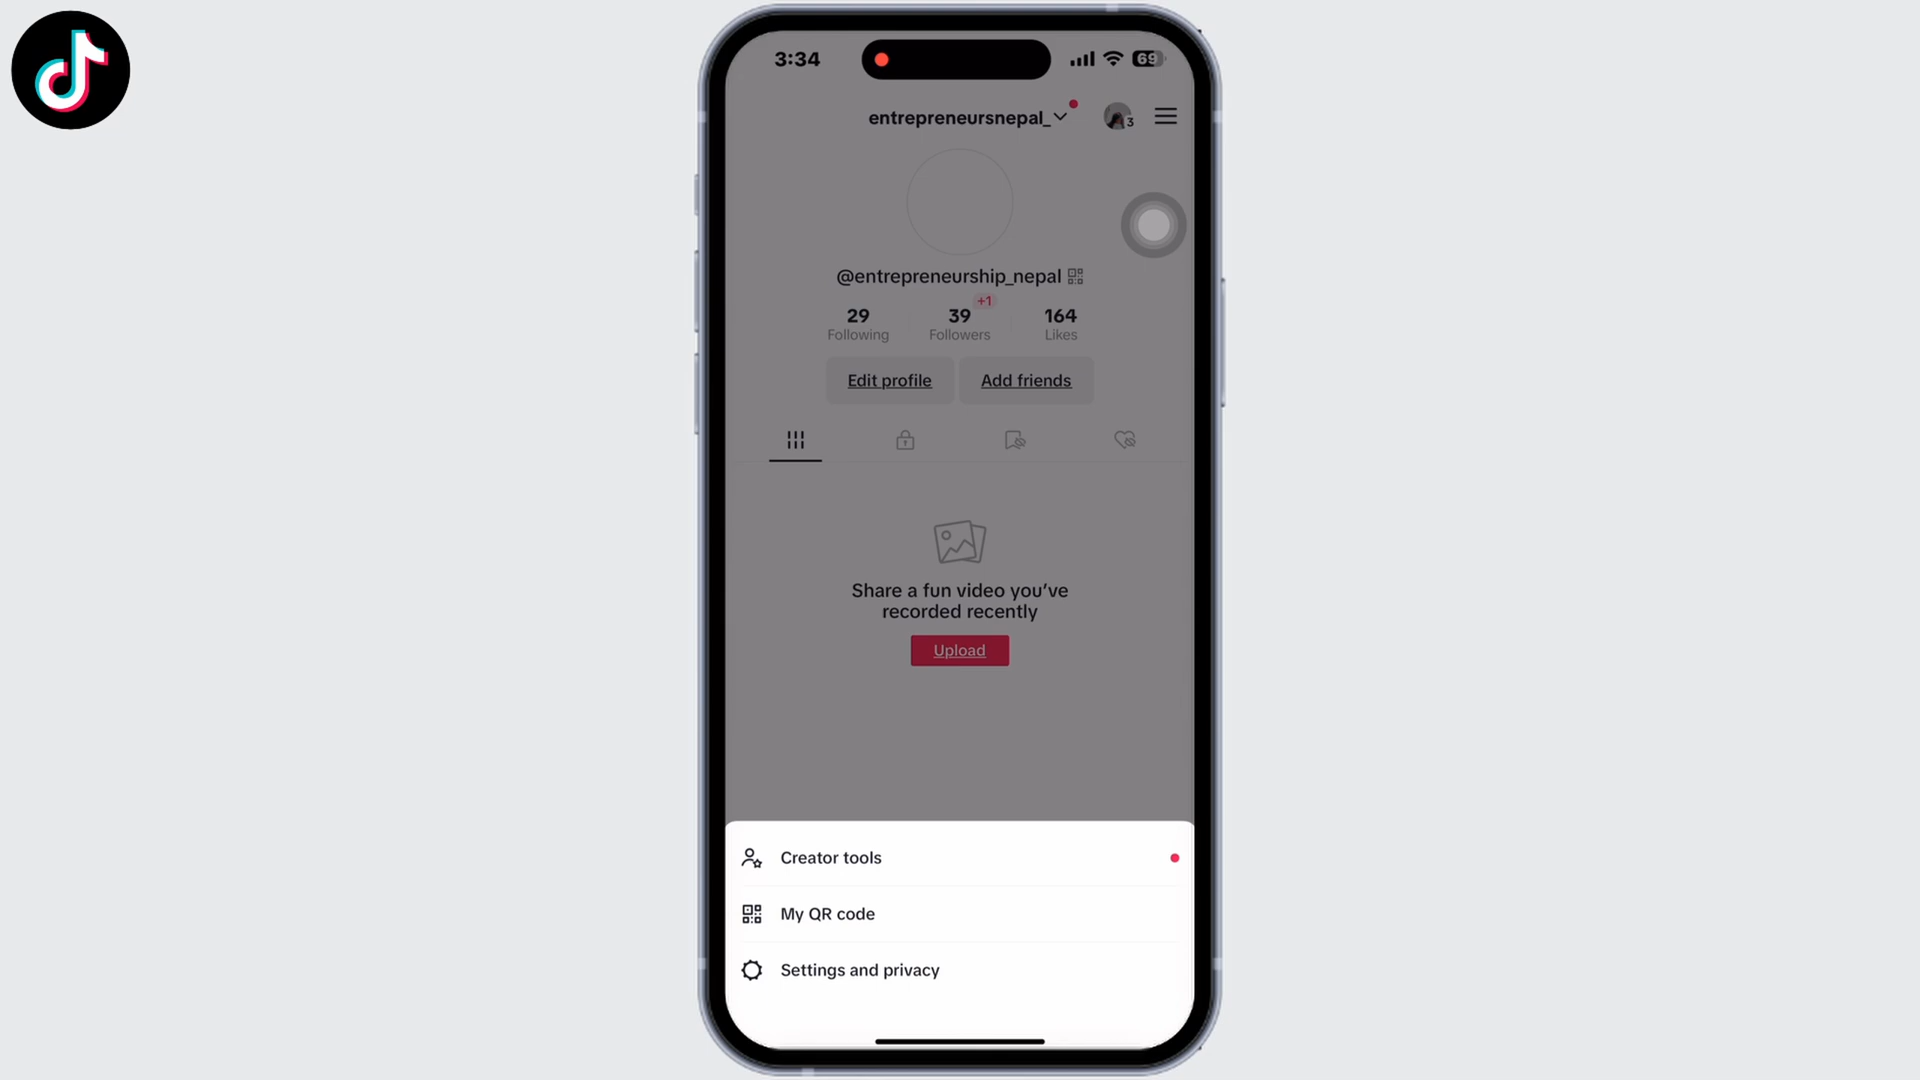 3:34
69
entrepreneursnepal_
3
@entrepreneurship_nepal
+1
29 39 164
Following Followers Likes
Edit profile Add friends
Share a fun video you’ve
recorded recently
Upload
Creator tools
My QR code
Settings and privacy